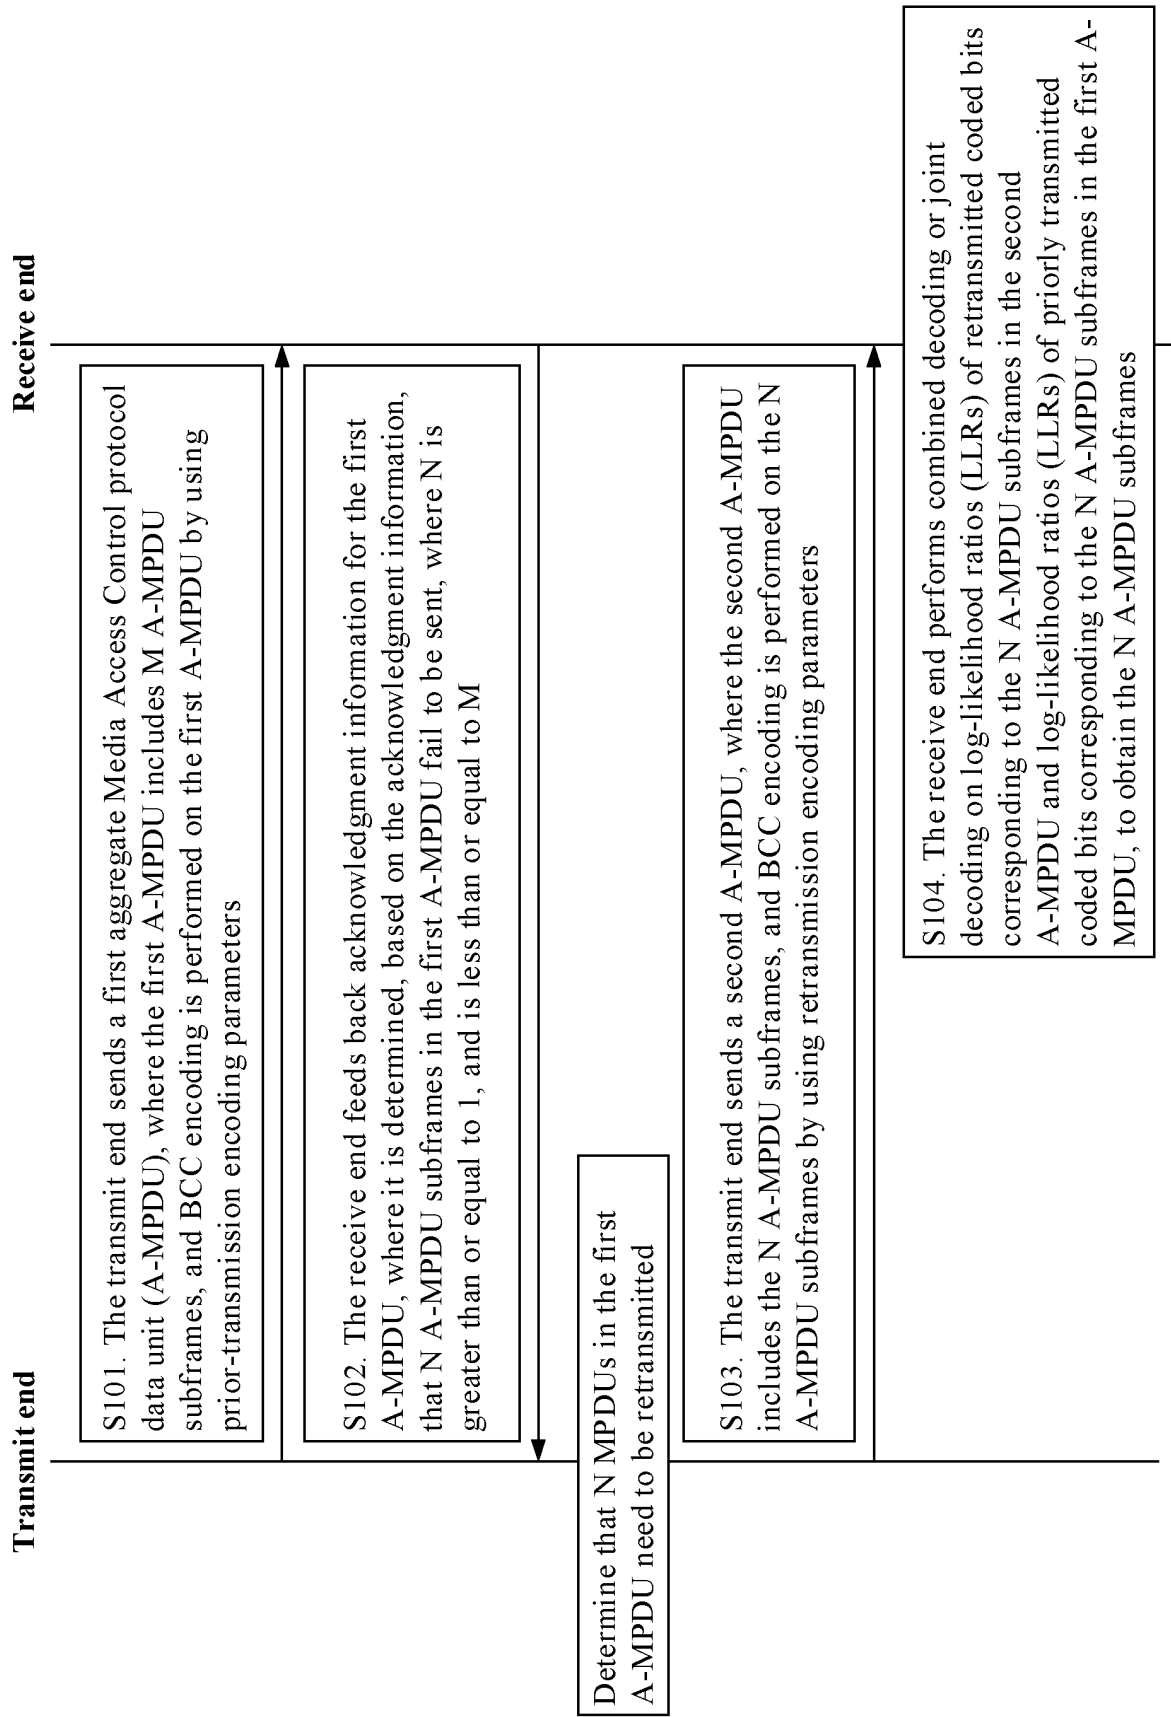 Transmit end
Receive end
S101. The transmit end sends a first aggregate Media Access Control protocol
data unit (A-MPDU), where the first A-MPDU includes M A-MPDU
subframes, and BCC encoding is performed on the first A-MPDU by using
prior-transmission encoding parameters
S102. The receive end feeds back acknowledgment information for the first
A-MPDU, where it is determined, based on the acknowledgment information,
that N A-MPDU subframes in the first A-MPDU fail to be sent, where N is
greater than or equal to 1, and is less than or equal to M
Determine that N MPDUs in the first
A-MPDU need to be retransmitted
S103. The transmit end sends a second A-MPDU, where the second A-MPDU
includes the N A-MPDU subframes, and BCC encoding is performed on the N
A-MPDU subframes by using retransmission encoding parameters
S104. The receive end performs combined decoding or joint
decoding on log-likelihood ratios (LLRs) of retransmitted coded bits
corresponding to the N A-MPDU subframes in the second
A-MPDU and log-likelihood ratios (LLRs) of priorly transmitted
coded bits corresponding to the N A-MPDU subframes in the first A-
MPDU, to obtain the N A-MPDU subframes